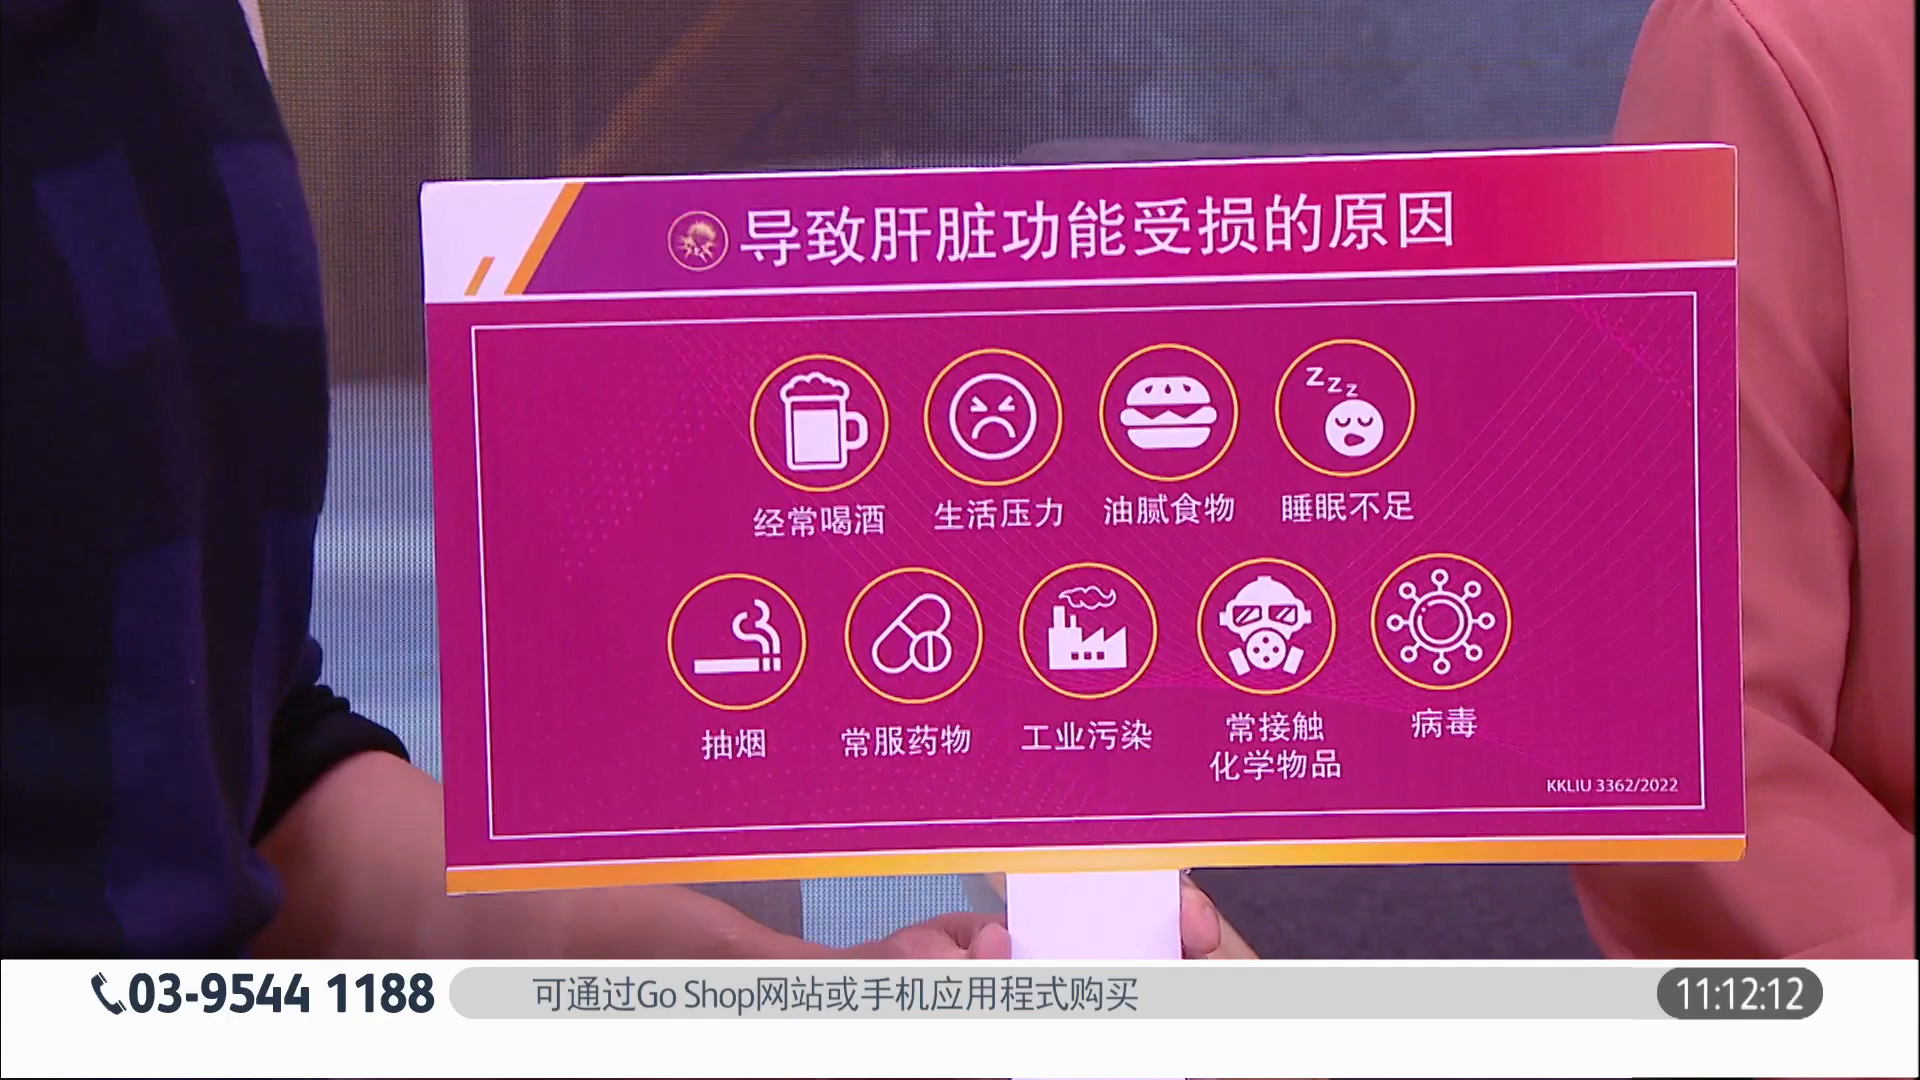 导致肝脏功能受损的原因
zzz
经常喝酒
生活压力
油腻食物
睡眠不足
抽烟
常服药物
工业污染
常接触
化学物品
病毒
KKLIU 3362/2022
03-9544 1188
可通过Go Shop网站或手机应用程式购买
11:12:12